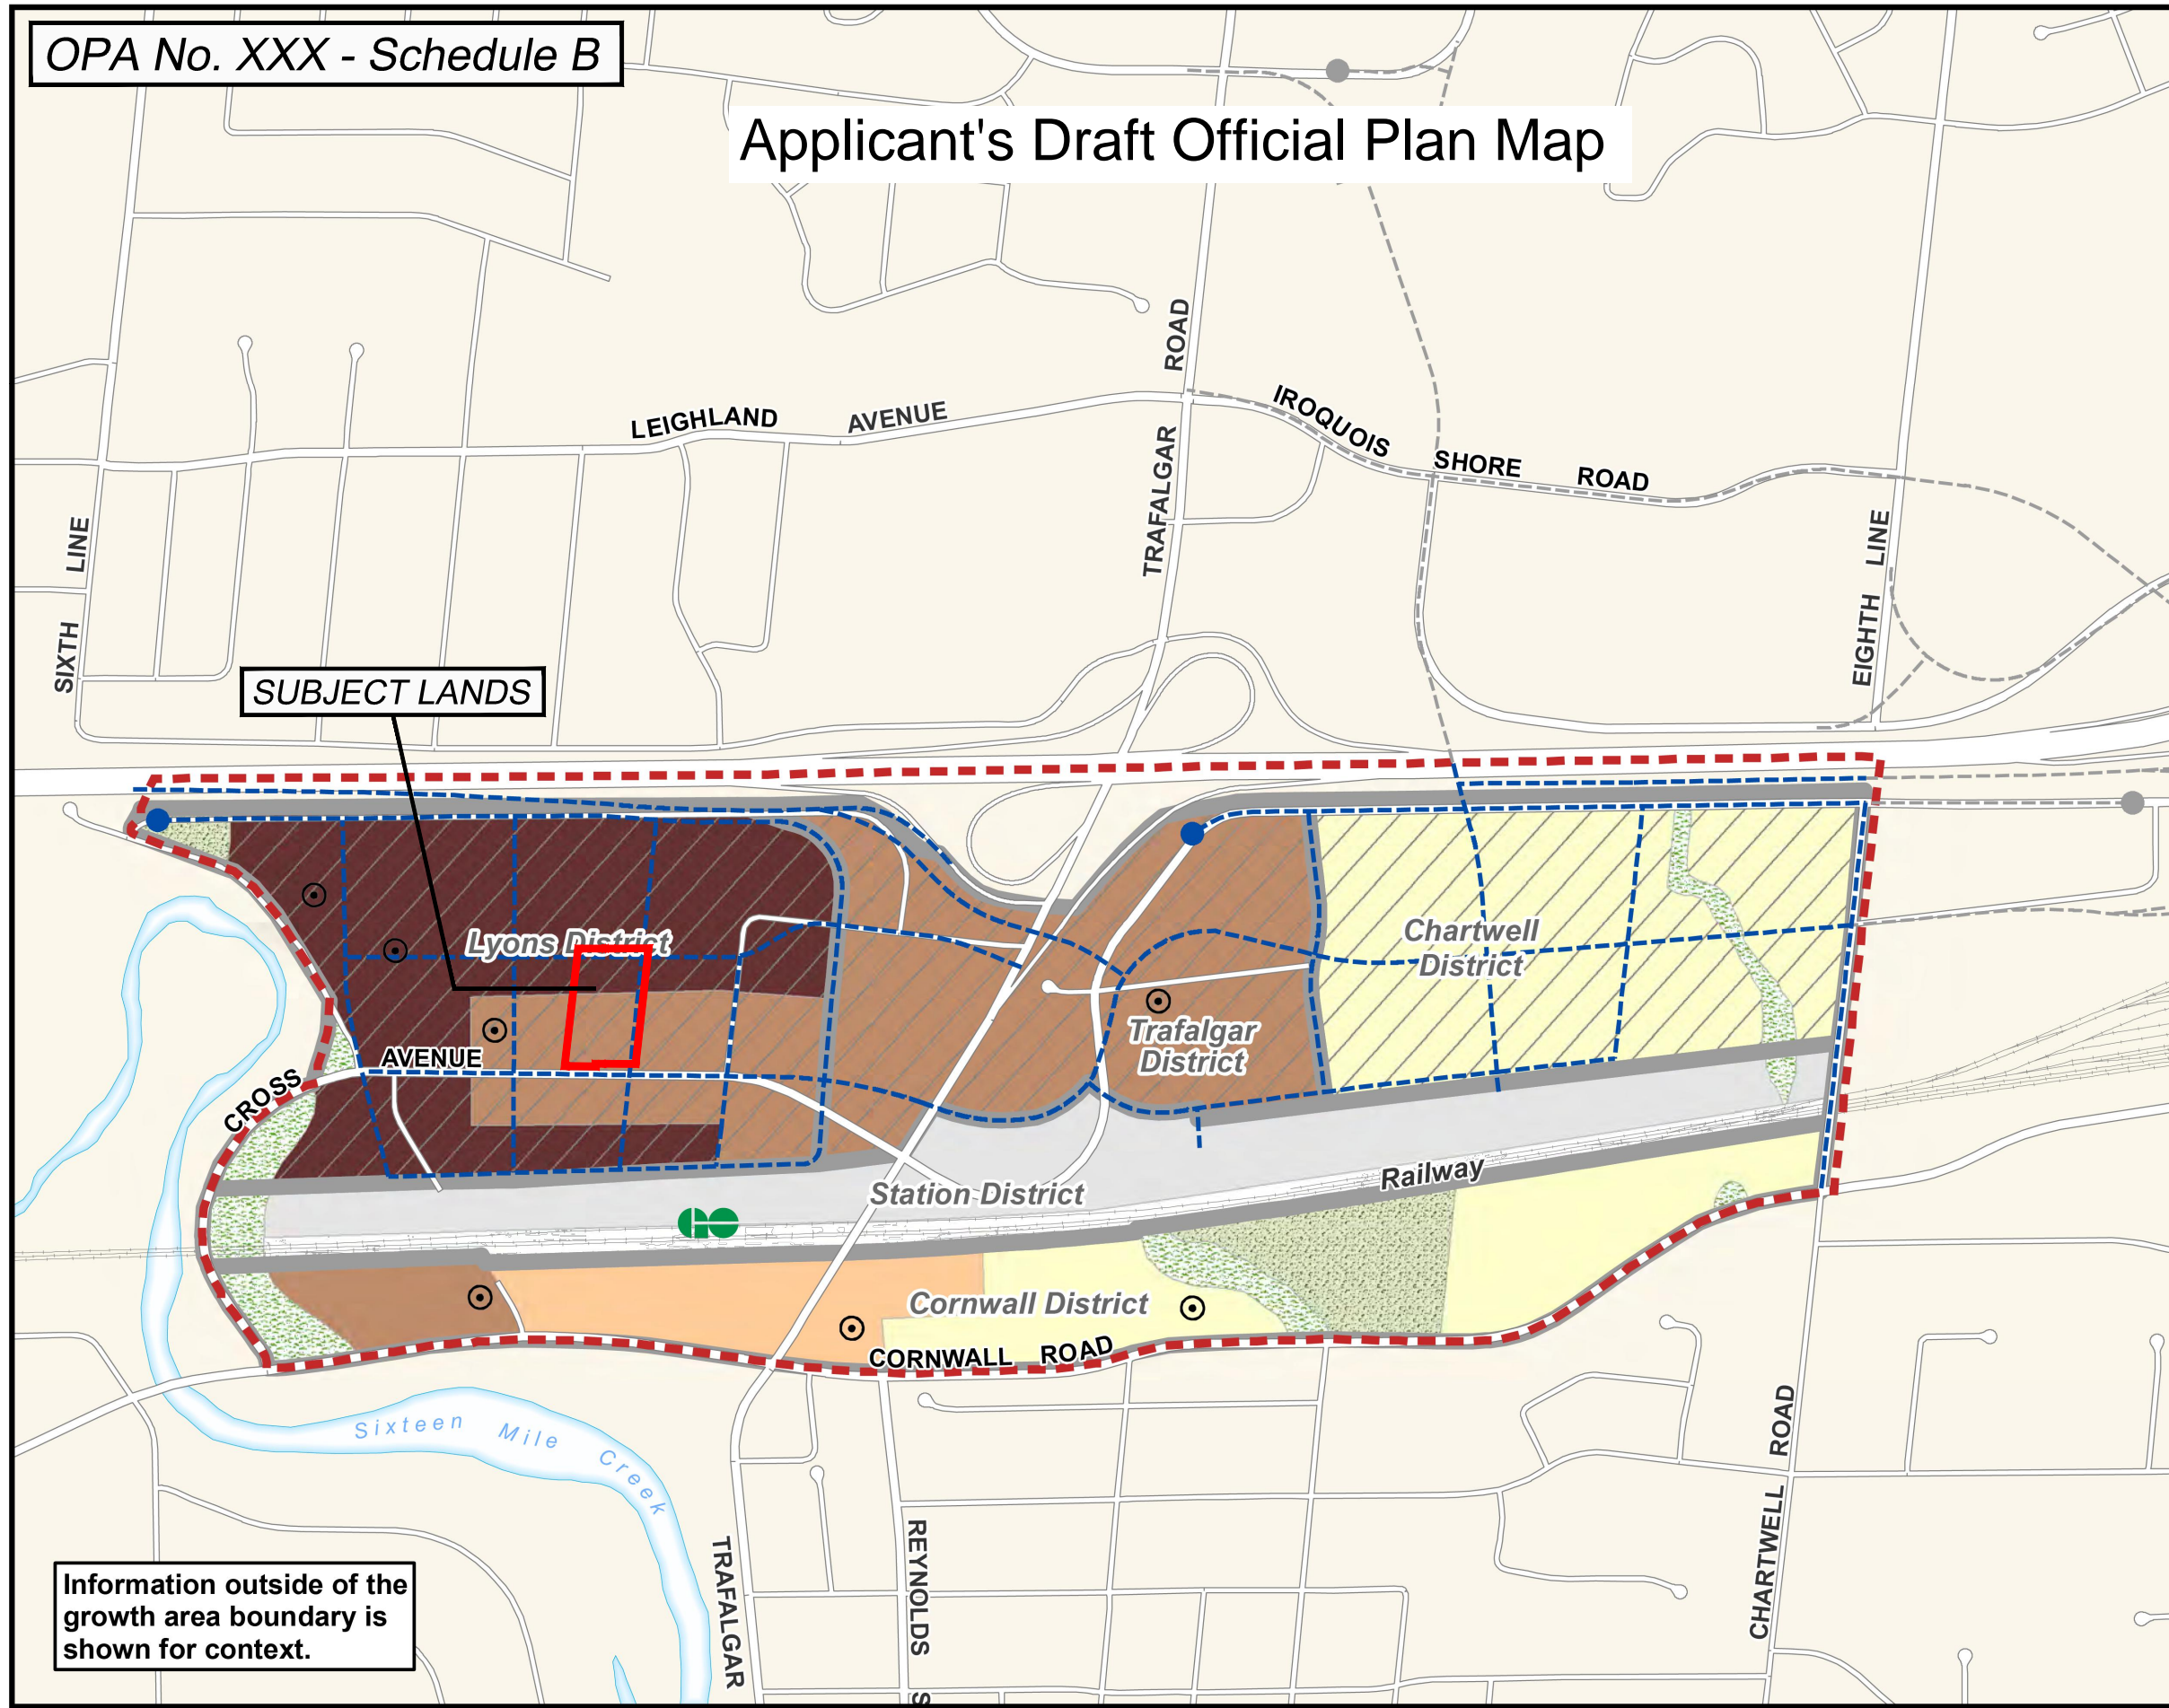 OPA No. XXX - Schedule B
Applicant's Draft Official Plan Map
ROAD
LEIGHLAND AVENUE
IROQUOIS SHORE ROAD
TRAFALGAR
SIXTH LINE
EIGHTH LINE
SUBJECT LANDS
Lyons District
Chartwell
District
Trafalgar
District
CROSS AVENUE
Station District
Railway
GO
Cornwall District
CORNWALL ROAD
Sixteen Mile Creek
CHARTWELL ROAD
TRAFALGAR
REYNOLDS S
Information outside of the
growth area boundary is
shown for context.